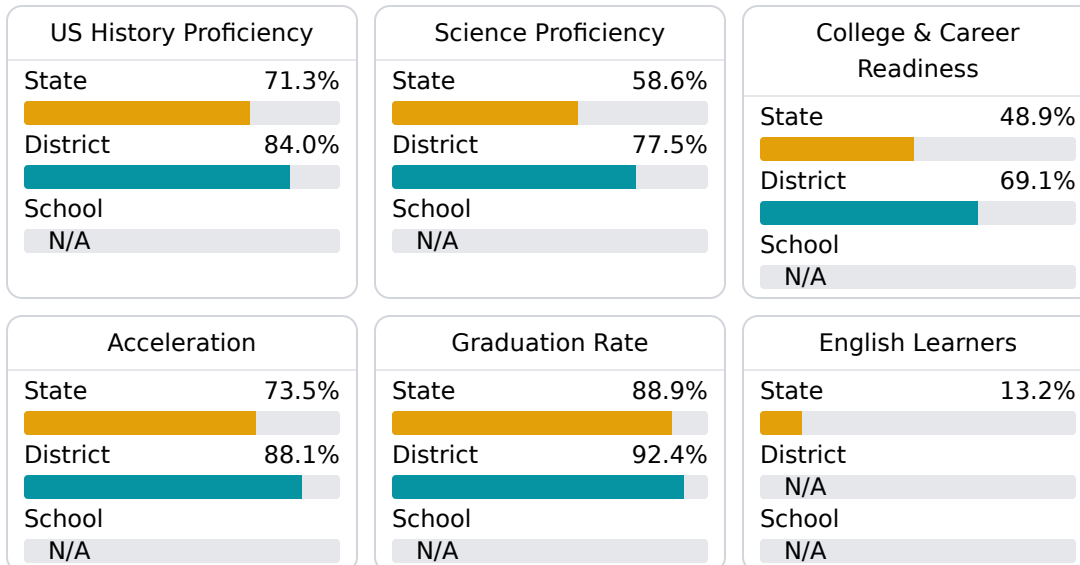 US History Proficiency
State 71.3%
District 84.0%
School
N/A
Science Proficiency
State 58.6%
District 77.5%
School
N/A
College & Career
Readiness
State 48.9%
District 69.1%
School
N/A
Acceleration
State 73.5%
District 88.1%
School
N/A
Graduation Rate
State 88.9%
District 92.4%
School
N/A
English Learners
State 13.2%
District
N/A
School
N/A